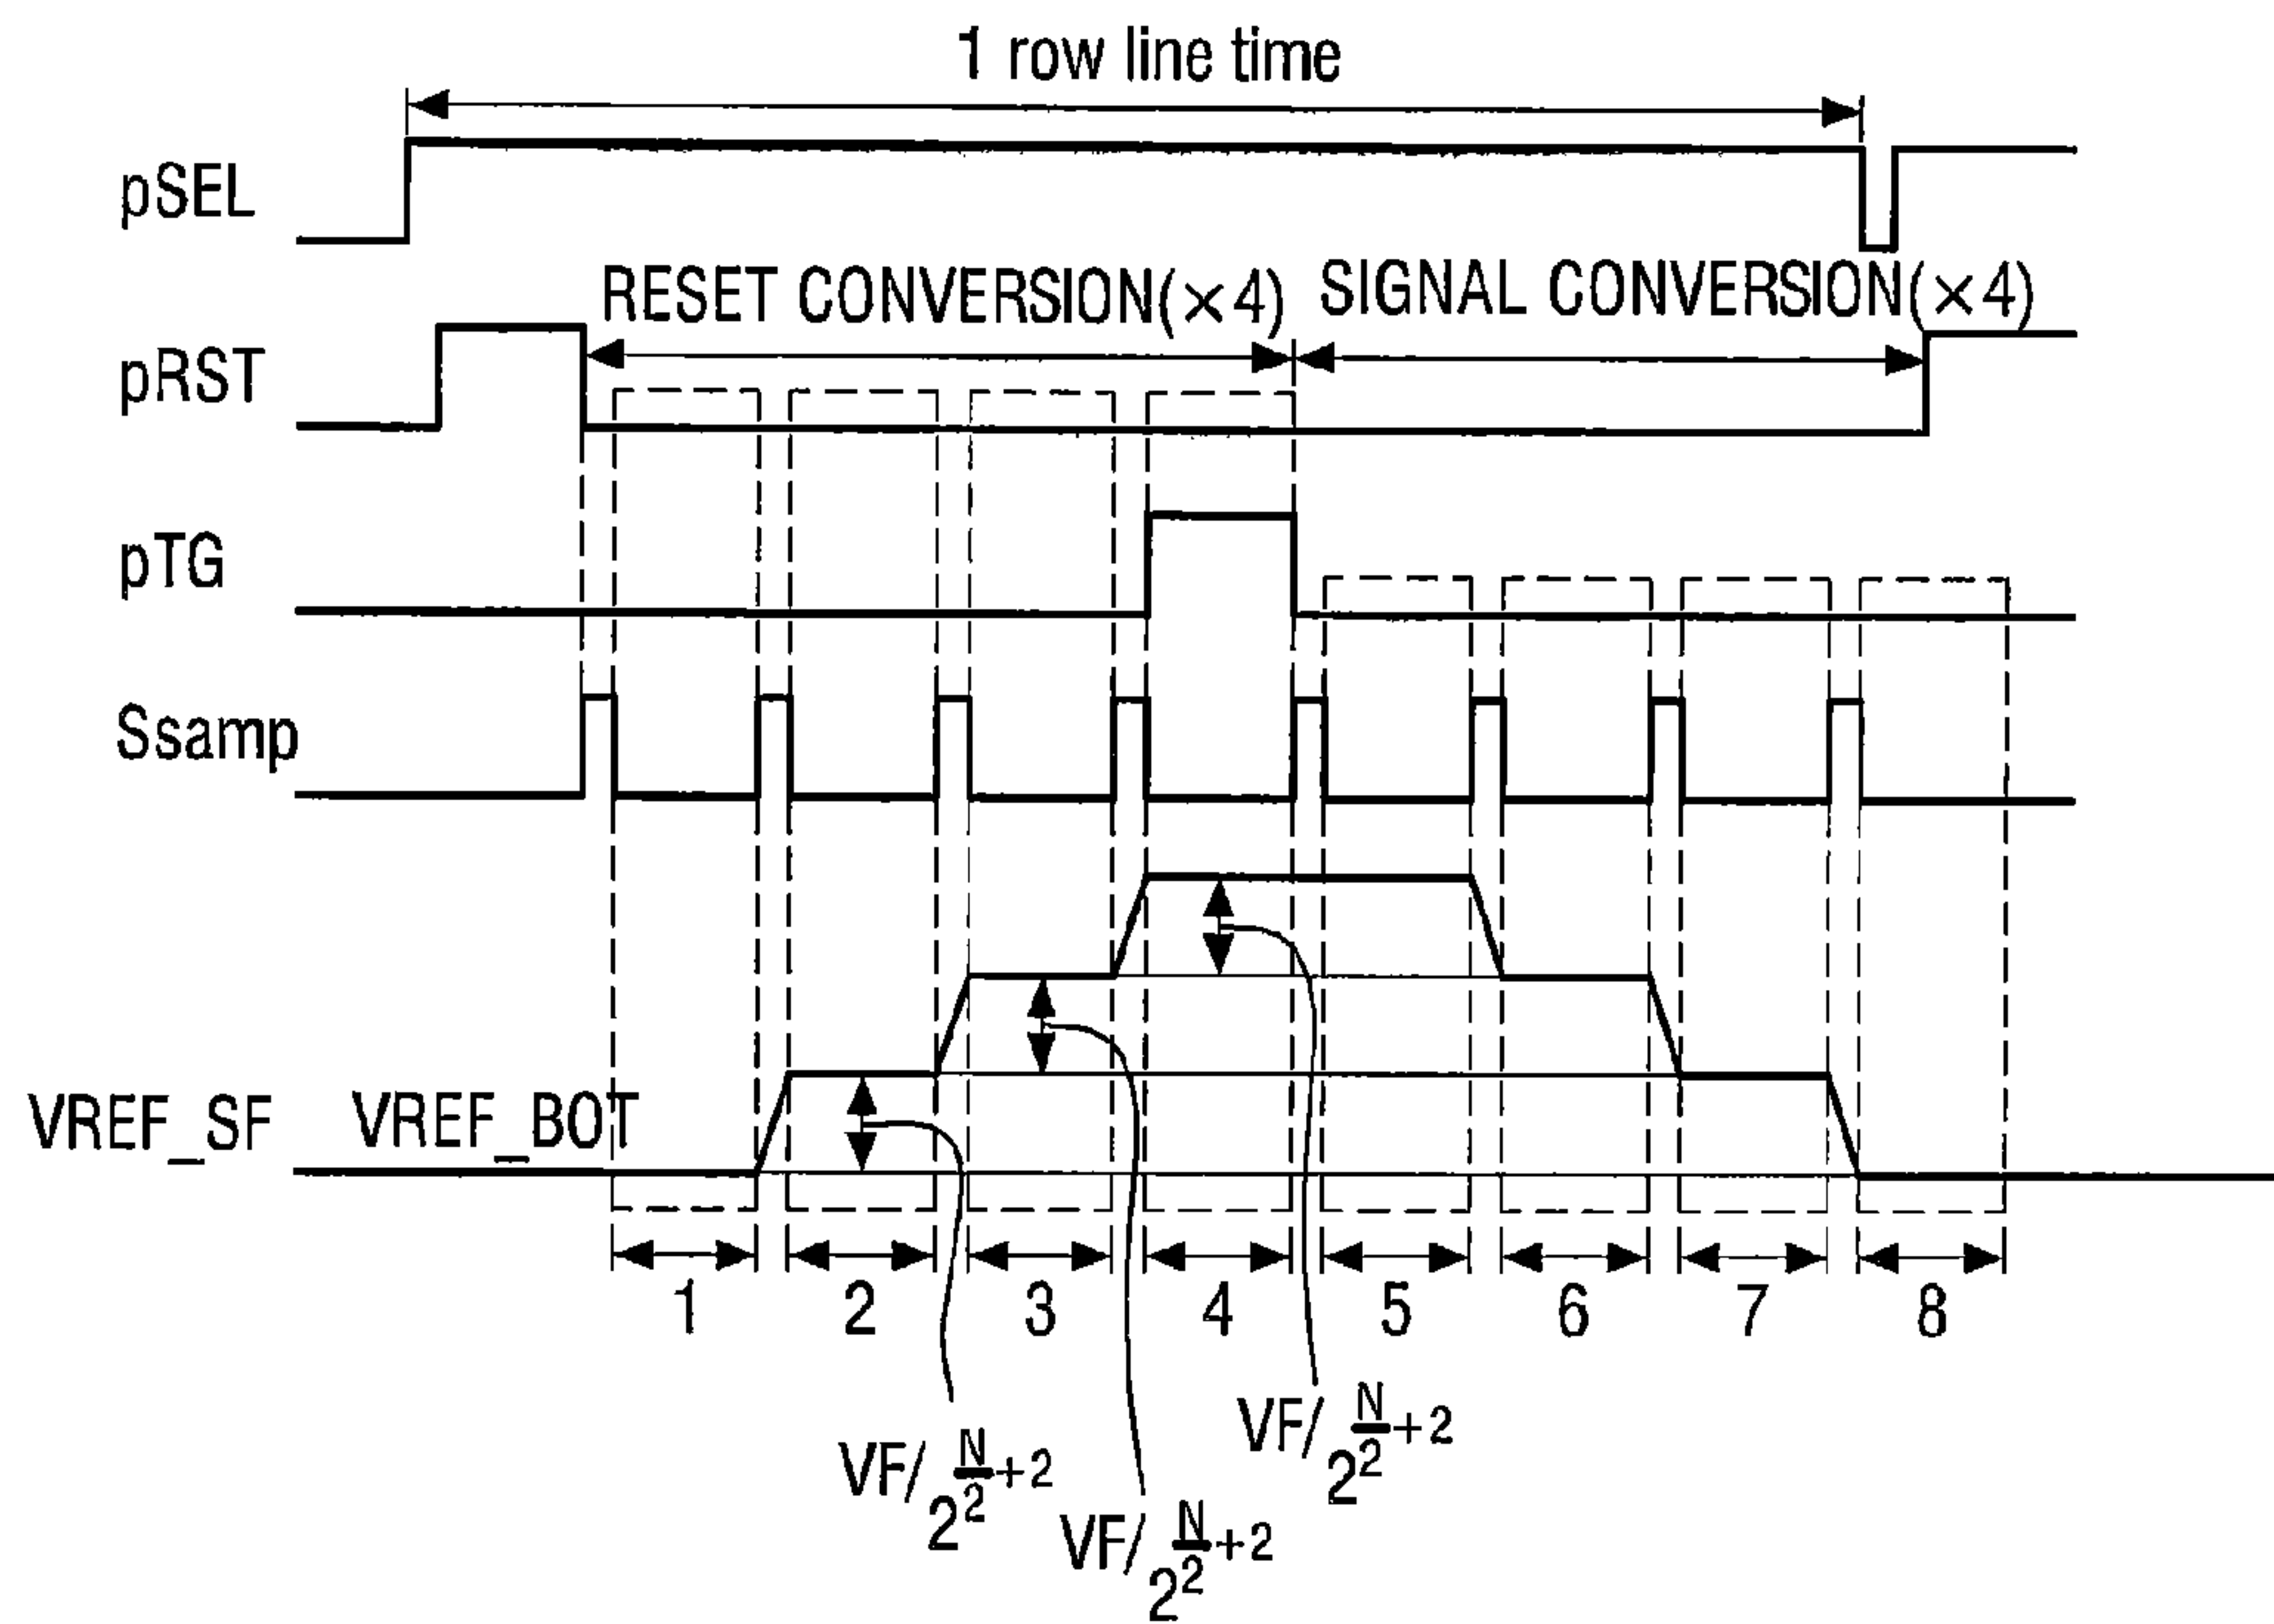 1 row line time
pSEL
RESET CONVERSION(×4) SIGNAL CONVERSION(×4)
pRST
pTG
Ssamp
VREF_SF VREF_BOT
1 2 3 4 5 6 7 8
VF/2^(N/2+2)
VF/2^(N/2+2)
VF/2^(N/2+2)